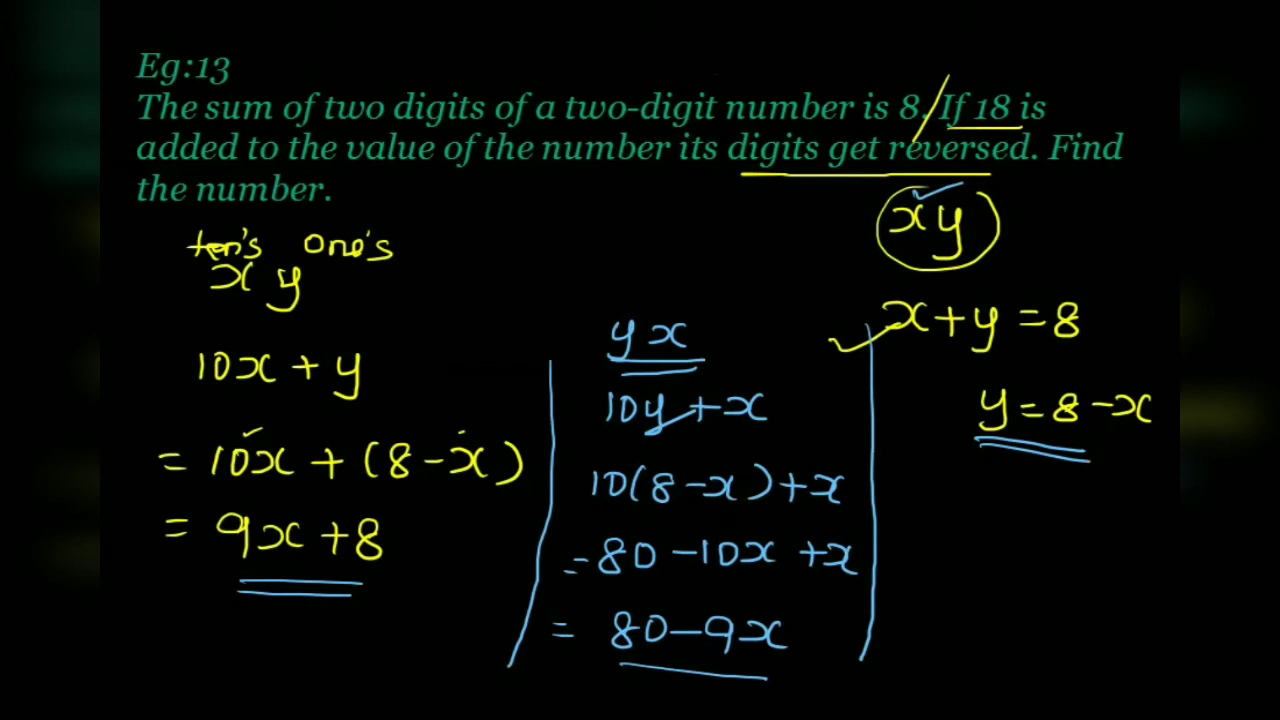 Eg:13
The sum of two digits of a two-digit number is 8. If 18 is
added to the value of the number its digits get reversed. Find
the number.
ten's one's
x y
10x + y
= 10x + (8 - x)
= 9x + 8
yx
10y + x
10(8 - x) + x
= 80 - 10x + x
= 80 - 9x
xy
x + y = 8
y = 8 - x